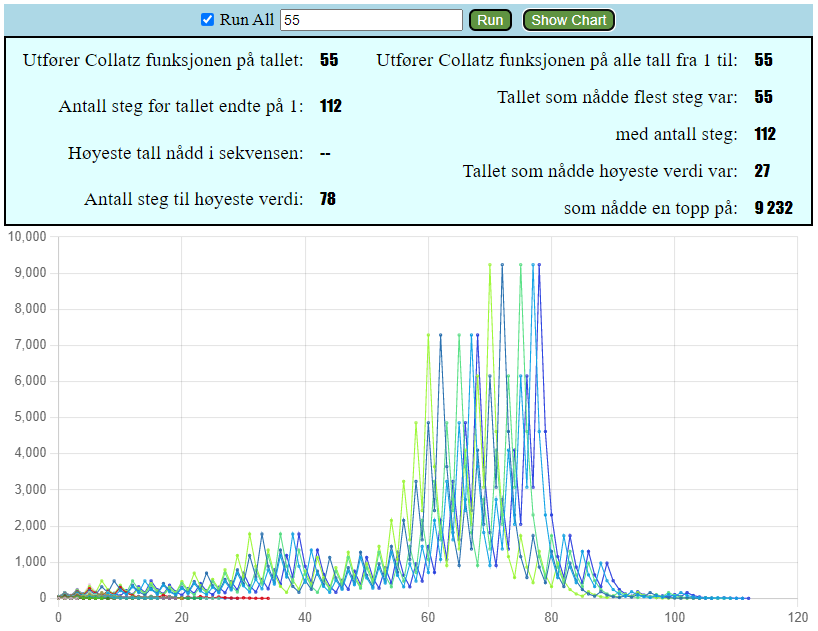 Run All 55 Run Show Chart
Utfører Collatz funksjonen på tallet: 55
Antall steg før tallet endte på 1: 112
Høyeste tall nådd i sekvensen: --
Antall steg til høyeste verdi: 78
Utfører Collatz funksjonen på alle tall fra 1 til: 55
Tallet som nådde flest steg var: 55
med antall steg: 112
Tallet som nådde høyeste verdi var: 27
som nådde en topp på: 9 232
10,000
9,000
8,000
7,000
6,000
5,000
4,000
3,000
2,000
1,000
0
0 20 40 60 80 100 120